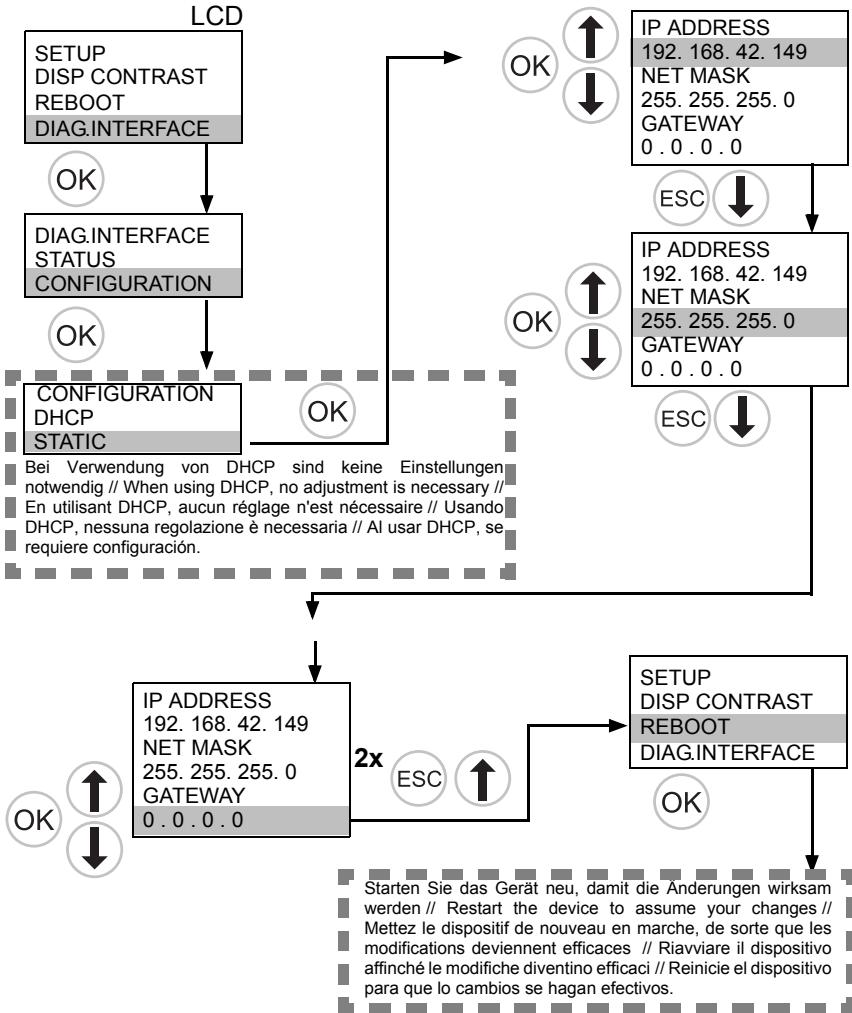 LCD
SETUP
DISP CONTRAST
REBOOT
DIAG.INTERFACE
OK
DIAG.INTERFACE
STATUS
CONFIGURATION
OK
CONFIGURATION
DHCP
STATIC
OK
Bei Verwendung von DHCP sind keine Einstellungen
notwendig // When using DHCP, no adjustment is necessary //
En utilisant DHCP, aucun réglage n'est nécessaire // Usando
DHCP, nessuna regolazione è necessaria // Al usar DHCP, se
requiere configuración.
OK
IP ADDRESS
192. 168. 42. 149
NET MASK
255. 255. 255. 0
GATEWAY
0 . 0 . 0 . 0
ESC
OK
IP ADDRESS
192. 168. 42. 149
NET MASK
255. 255. 255. 0
GATEWAY
0 . 0 . 0 . 0
ESC
OK
IP ADDRESS
192. 168. 42. 149
NET MASK
255. 255. 255. 0
GATEWAY
0 . 0 . 0 . 0
2x
ESC
SETUP
DISP CONTRAST
REBOOT
DIAG.INTERFACE
OK
Starten Sie das Gerät neu, damit die Änderungen wirksam
werden // Restart the device to assume your changes //
Mettez le dispositif de nouveau en marche, de sorte que les
modifications deviennent efficaces // Riavviare il dispositivo
affinché le modifiche diventino efficaci // Reinicie el dispositivo
para que lo cambios se hagan efectivos.